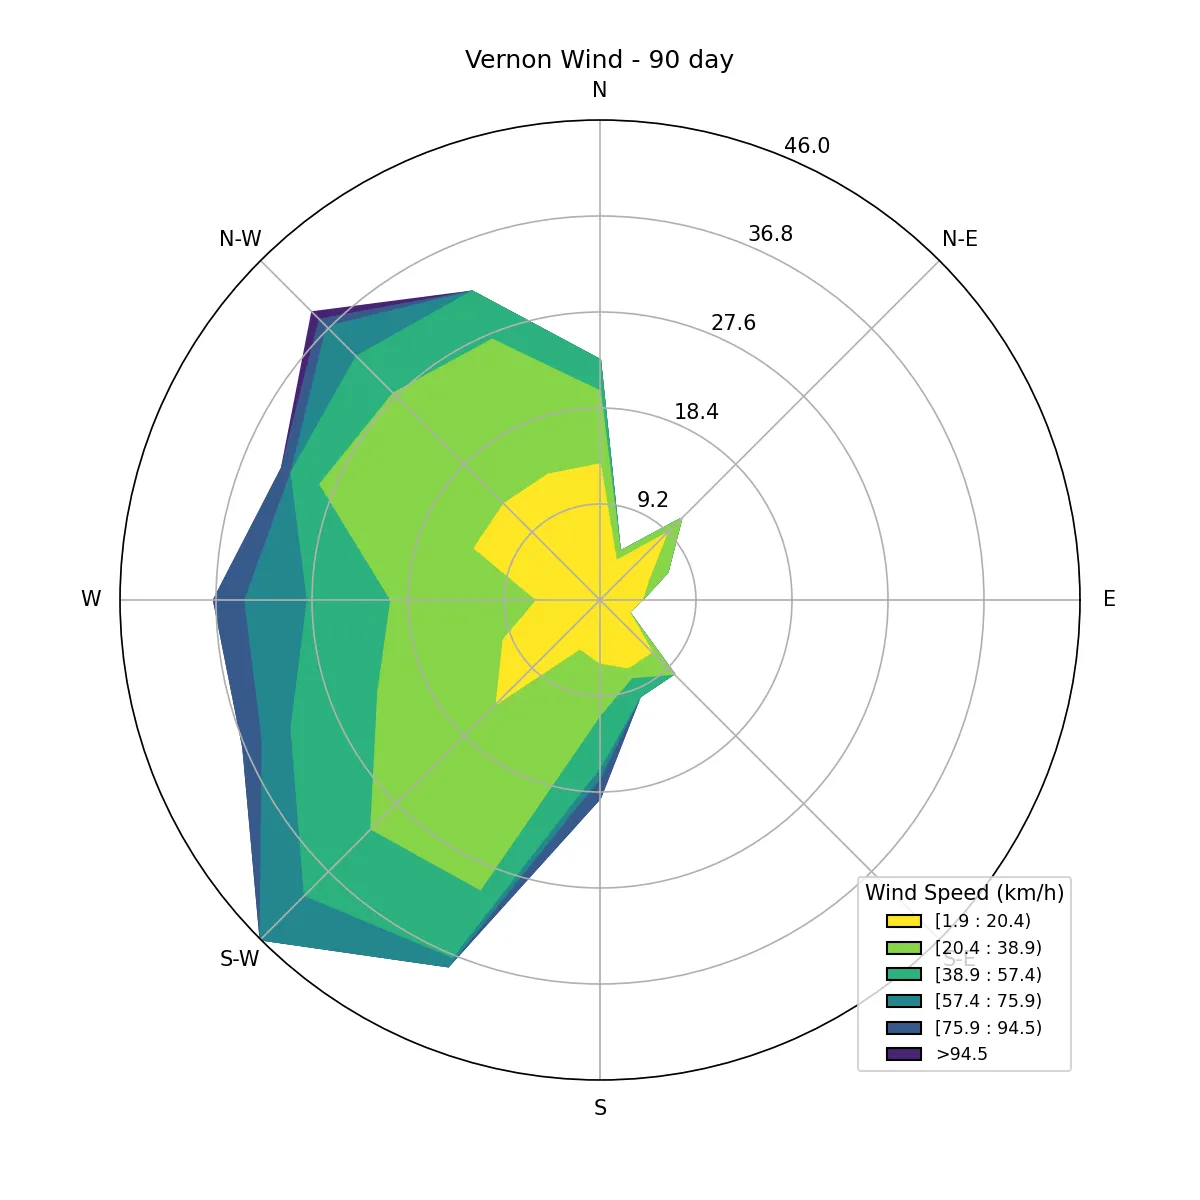 Vernon Wind - 90 day
N
46.0
36.8
N-W
N-E
27.6
18.4
9.2
W
E
Wind Speed (km/h)
[1.9 : 20.4)
[20.4 : 38.9)
S-W
S-E
[38.9 : 57.4)
[57.4 : 75.9)
[75.9 : 94.5)
>94.5
S